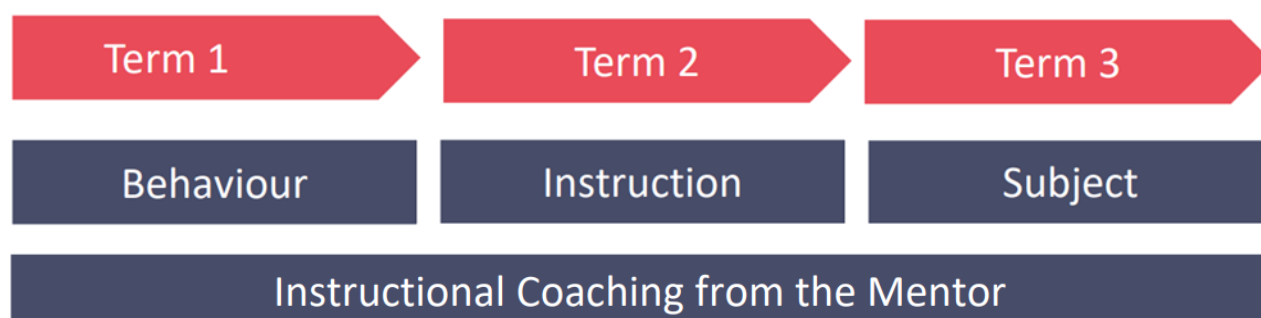 Term 1
Term 2
Term 3
Behaviour
Instruction
Subject
Instructional Coaching from the Mentor